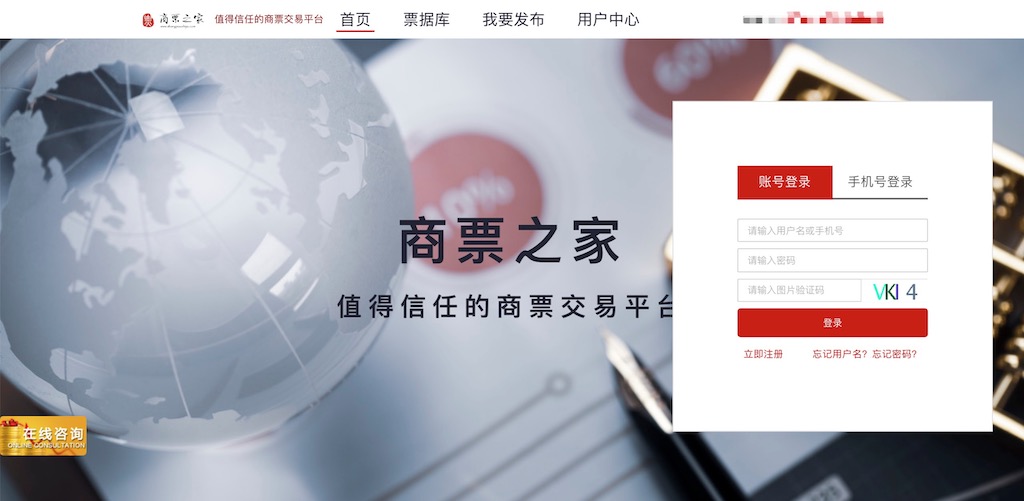 票 商票之家 值得信任的商票交易平台 首页 票据库 我要发布 用户中心
60%
商票之家
值得信任的商票交易平台
账号登录 手机号登录
请输入用户名或手机号
请输入密码
请输入图片验证码 VKI 4
登录
立即注册 忘记用户名? 忘记密码?
在线咨询
ONLINE CONSULTATION